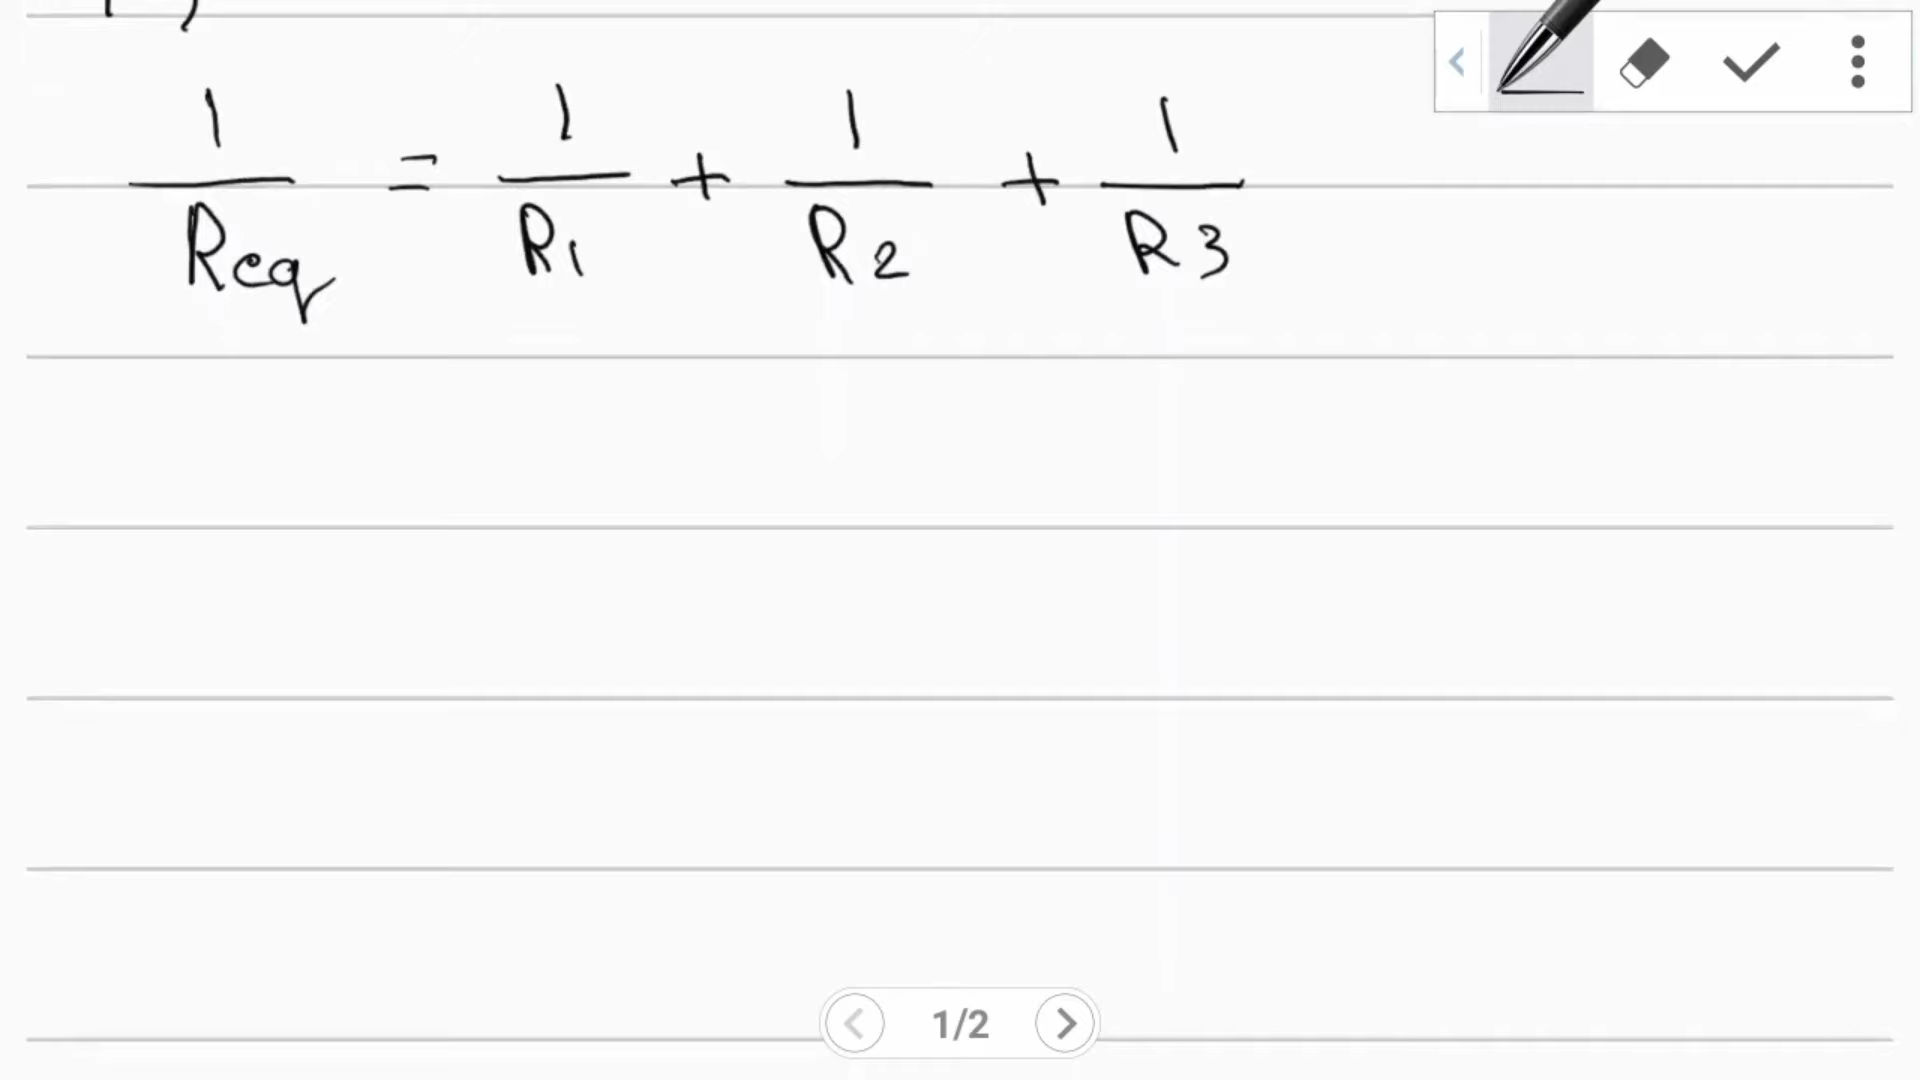 1/Req = 1/R1 + 1/R2 + 1/R3
1/2